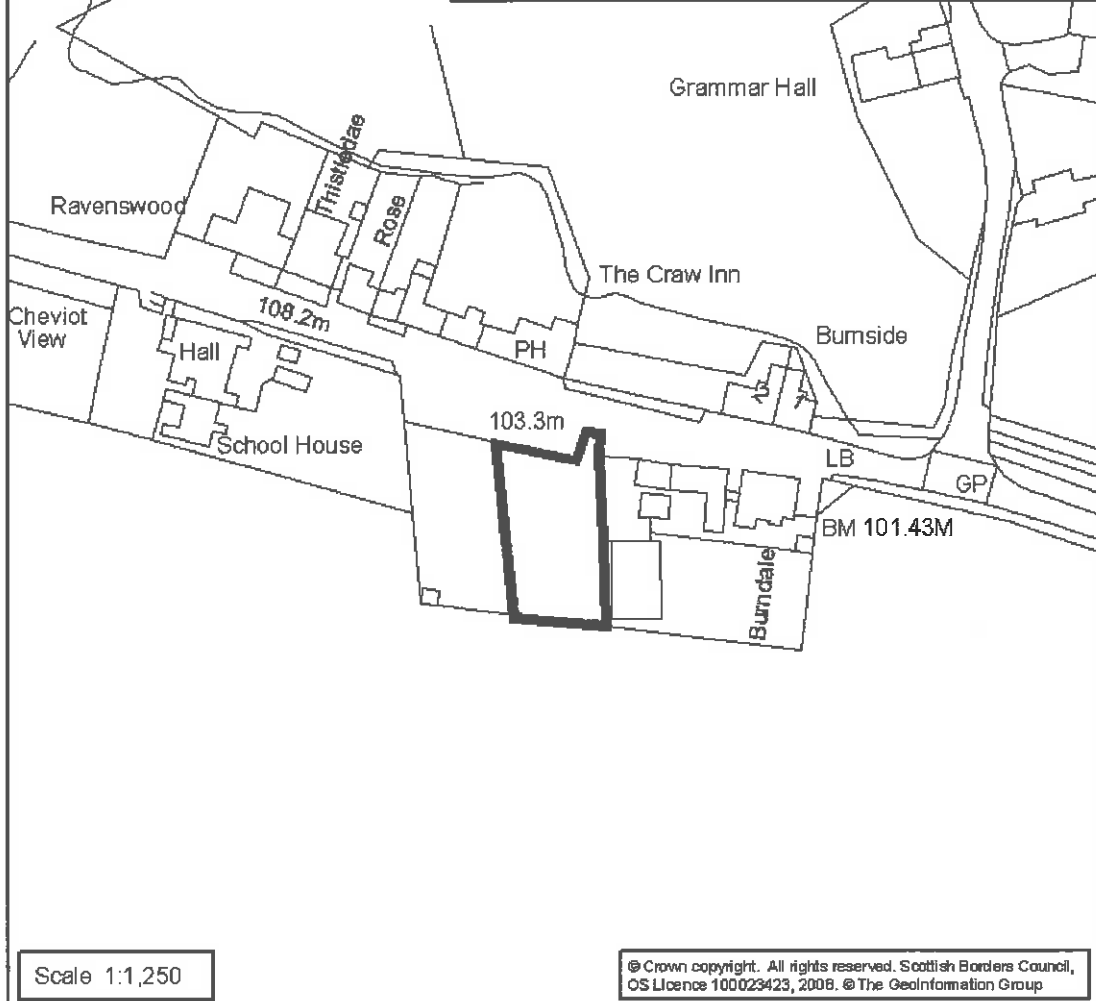 Grammar Hall
Thistledae
Ravenswood
Rose
The Craw Inn
108.2m
Cheviot
View
Hall
PH
Burnside
103.3m
School House
LB
GP
BM 101.43M
Burndale
Scale 1:1,250
© Crown copyright. All rights reserved. Scottish Borders Council,
OS Licence 100023423, 2008. © The GeoInformation Group